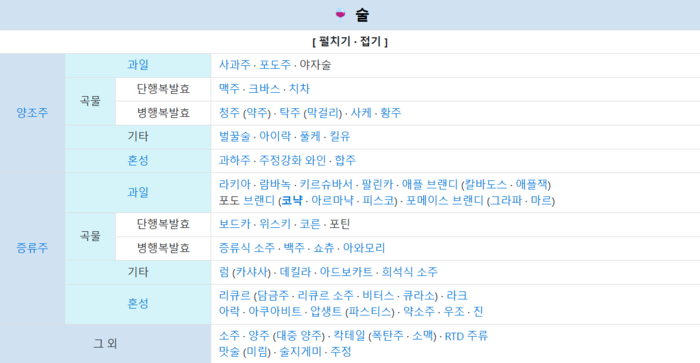 술
[ 펼치기 · 접기 ]
양조주
과일
사과주 · 포도주 · 야자술
곡물
단행복발효
맥주 · 크바스 · 치차
병행복발효
청주 (약주) · 탁주 (막걸리) · 사케 · 황주
기타
벌꿀술 · 아이락 · 풀케 · 킬유
혼성
과하주 · 주정강화 와인 · 합주
증류주
과일
라키아 · 람바녹 · 키르슈바서 · 팔린카 · 애플 브랜디 (칼바도스 · 애플잭)
포도 브랜디 (코냑 · 아르마냑 · 피스코) · 포메이스 브랜디 (그라파 · 마르)
곡물
단행복발효
보드카 · 위스키 · 코른 · 포틴
병행복발효
증류식 소주 · 백주 · 쇼츄 · 아와모리
기타
럼 (카샤사) · 데킬라 · 아드보카트 · 희석식 소주
혼성
리큐르 (담금주 · 리큐르 소주 · 비터스 · 큐라소) · 라크
아락 · 아쿠아비트 · 압생트 (파스티스) · 약소주 · 우조 · 진
그 외
소주 · 양주 (대중 양주) · 칵테일 (폭탄주 · 소맥) · RTD 주류
맛술 (미림) · 술지게미 · 주정